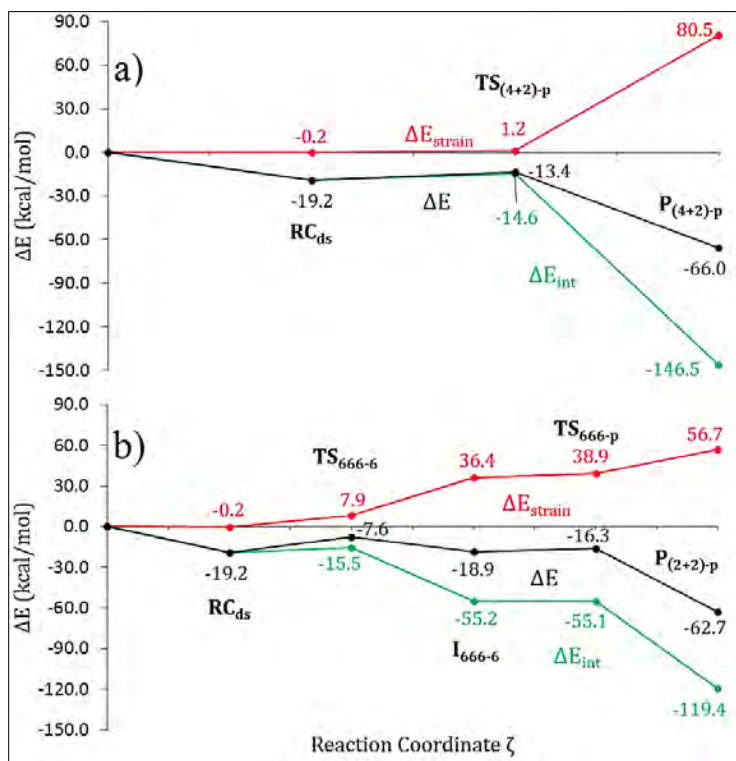 90.0
80.5
a)
60.0
TS(4+2)-p
30.0
-0.2
ΔEstrain
1.2
0.0
-13.4
-30.0
-19.2
ΔE
-14.6
P(4+2)-p
RCds
-60.0
-66.0
ΔEint
-90.0
-120.0
-146.5
-150.0
ΔE (kcal/mol)
90.0
b)
TS666-6
TS666-p
56.7
60.0
36.4
38.9
30.0
-0.2
7.9
ΔEstrain
0.0
-7.6
-16.3
P(2+2)-p
-30.0
-19.2
-15.5
-18.9
ΔE
RCds
-60.0
-55.2
-55.1
-62.7
I666-6
ΔEint
-90.0
-120.0
-119.4
-150.0
ΔE (kcal/mol)
Reaction Coordinate ζ